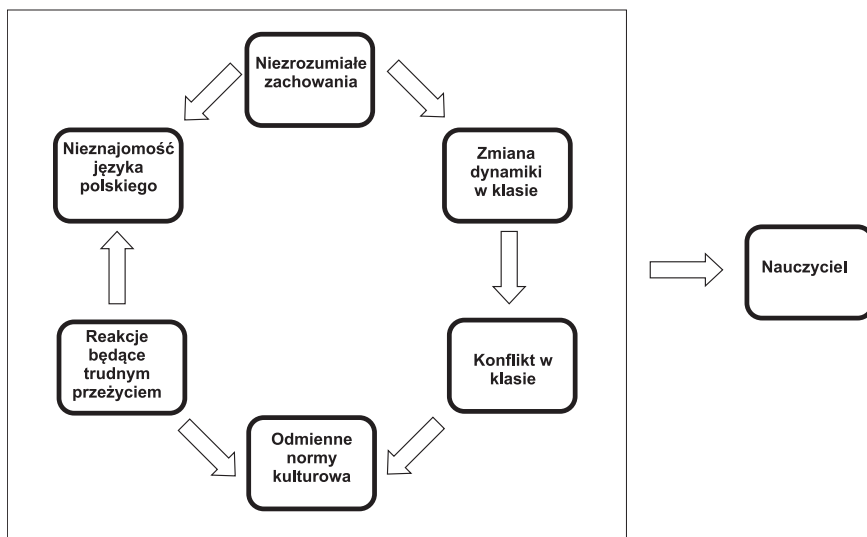 Niezrozumiałe
zachowania
Nieznajomość
języka
polskiego
Zmiana
dynamiki
w klasie
Nauczyciel
Reakcje
będące
trudnym
przeżyciem
Konflikt w
klasie
Odmienne
normy
kulturowa